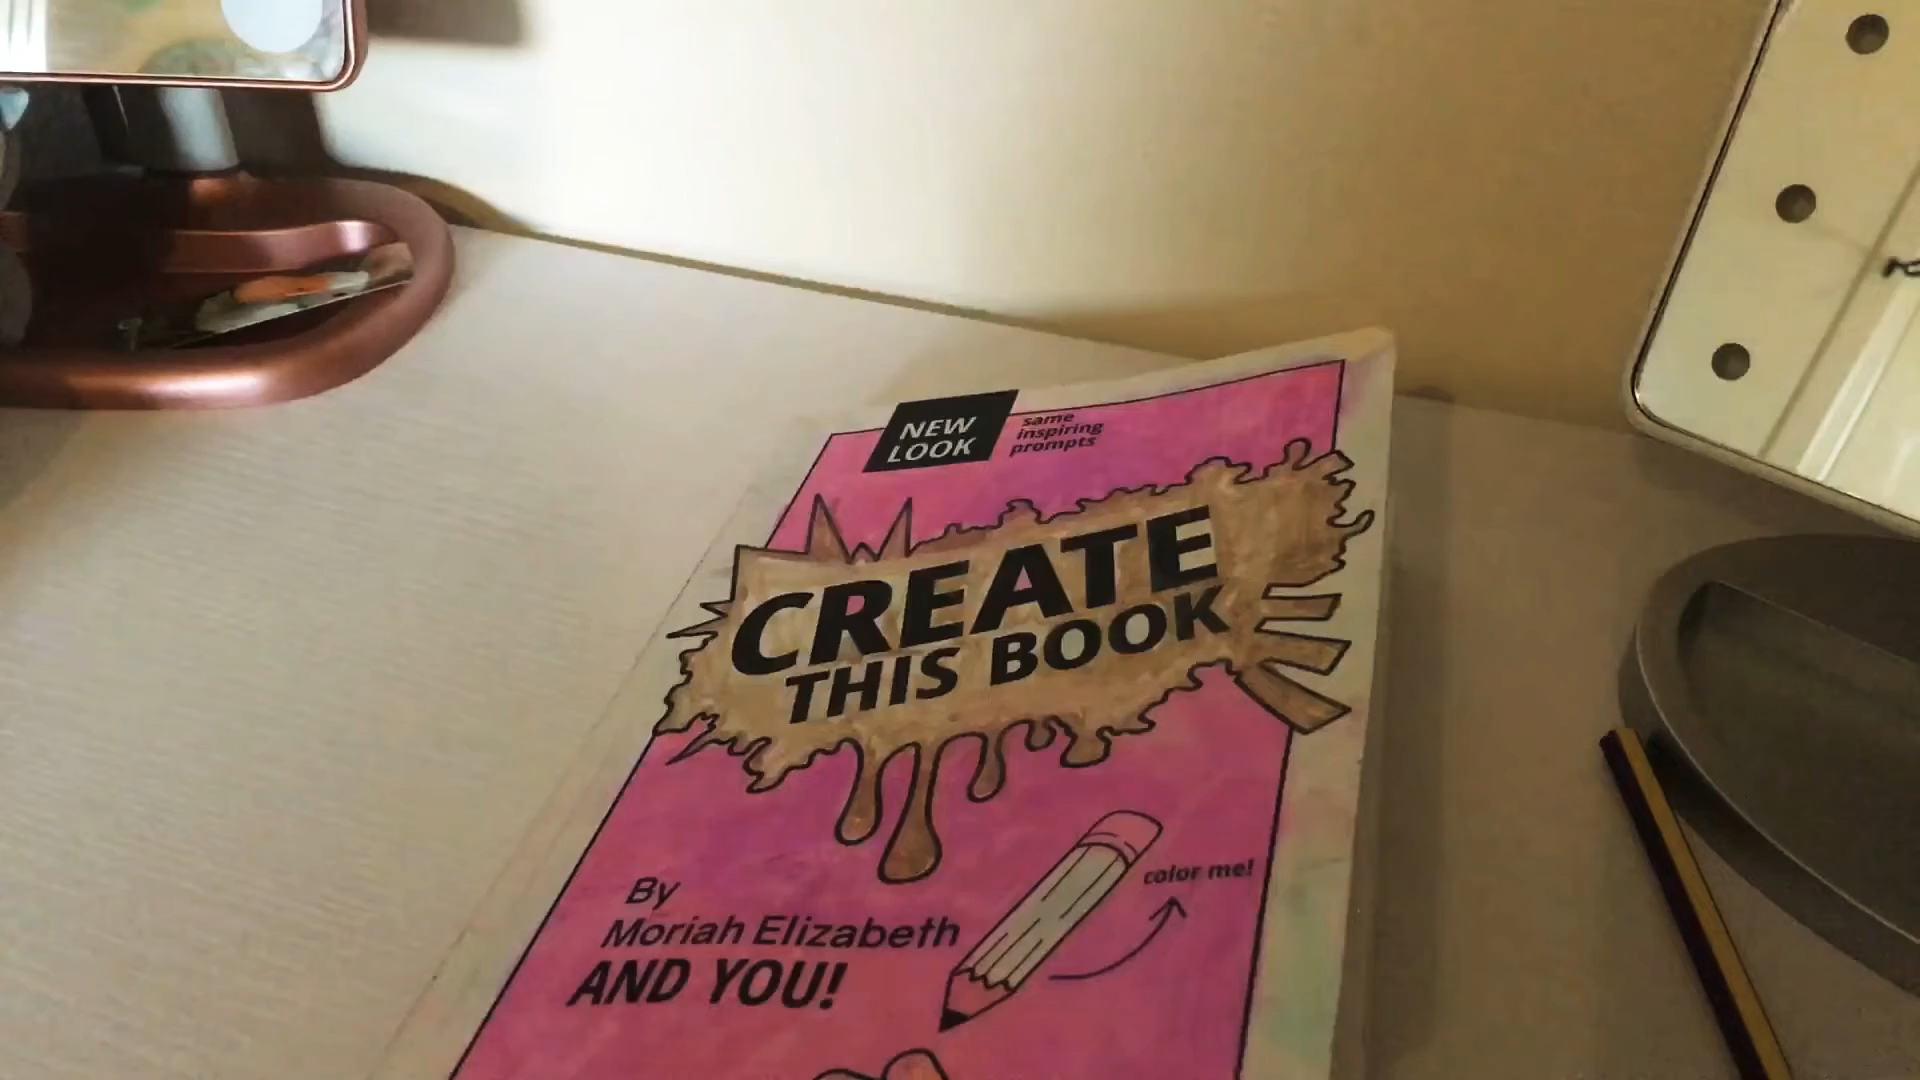 NEW
LOOK
same
inspiring
prompts
CREATE
THIS BOOK
color me!
By
Moriah Elizabeth
AND YOU!